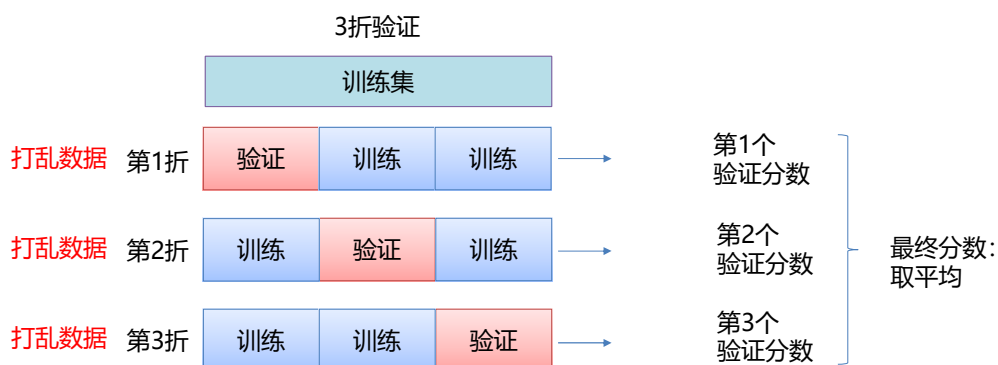 3折验证
训练集
打乱数据 第1折 验证 训练 训练 第1个
验证分数
打乱数据 第2折 训练 验证 训练 第2个
验证分数
最终分数：
取平均
打乱数据 第3折 训练 训练 验证 第3个
验证分数